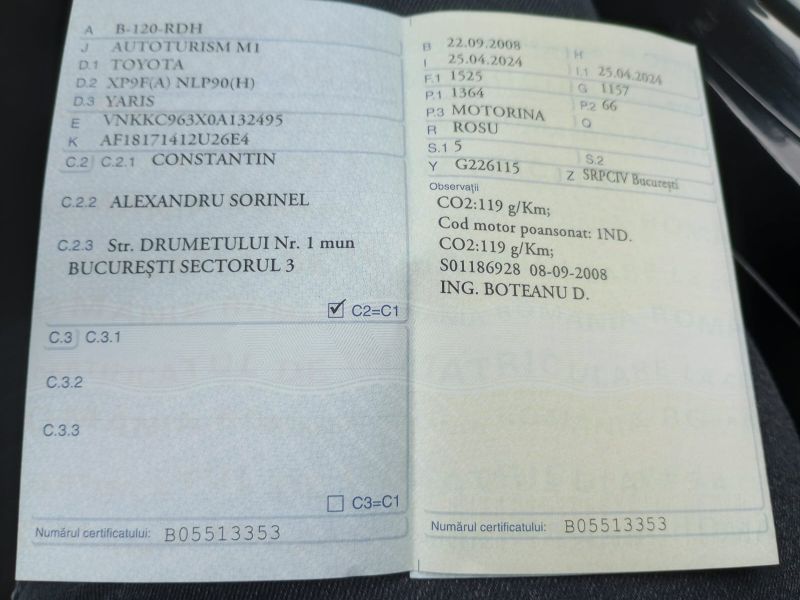 A B-120-RDH
J AUTOTURISM M1
D.1 TOYOTA
D.2 XP9F(A) NLP90(H)
D.3 YARIS
E VNKKC963X0A132495
K AF18171412U26E4
C.2 C.2.1 CONSTANTIN
C.2.2 ALEXANDRU SORINEL
C.2.3 Str. DRUMETULUI Nr. 1 mun
BUCUREȘTI SECTORUL 3
C2=C1
C.3 C.3.1
C.3.2
C.3.3
C3=C1
Numărul certificatului: B05513353
B 22.09.2008 H
I 25.04.2024 I.1 25.04.2024
F.1 1525 G 1157
P.1 1364 P.2 66
P.3 MOTORINA Q
R ROSU
S.1 5 S.2
Y G226115 Z SRPCIV București
Observații
CO2:119 g/Km;
Cod motor poansonat: 1ND.
CO2:119 g/Km;
S01186928 08-09-2008
ING. BOTEANU D.
Numărul certificatului: B05513353